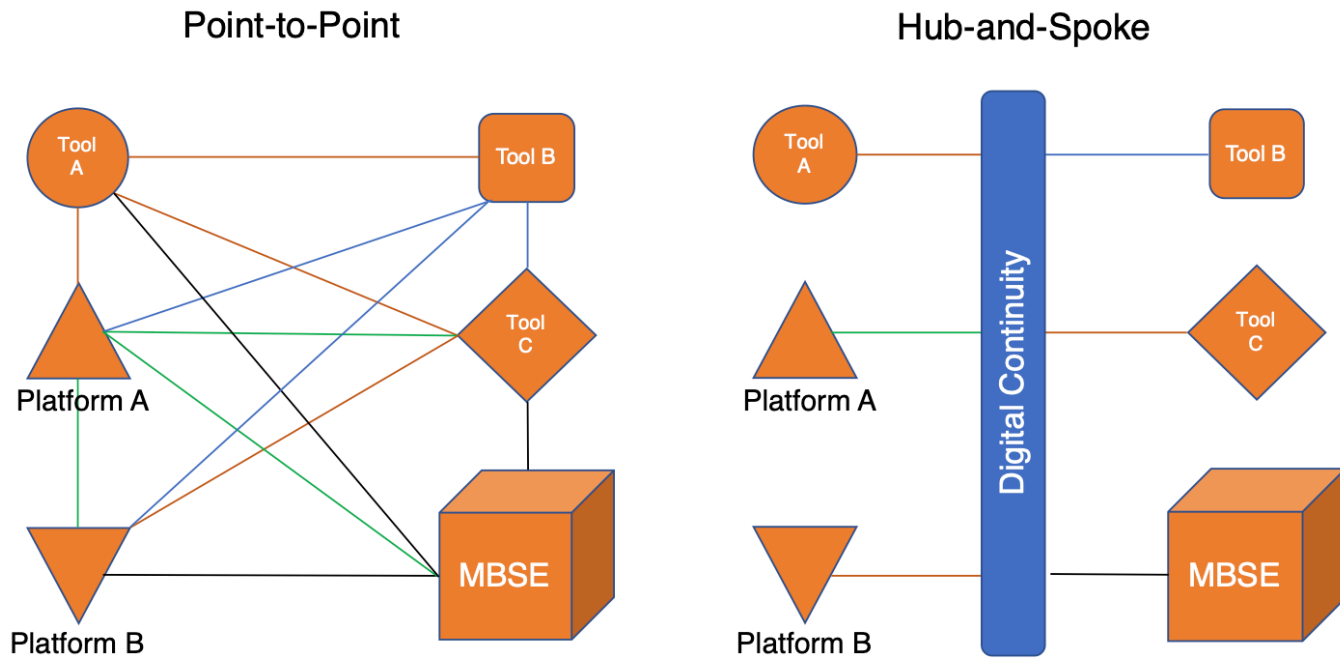 Point-to-Point
Hub-and-Spoke
Tool
A
Tool B
Tool
C
Platform A
MBSE
Platform B
Tool
A
Digital Continuity
Tool B
Platform A
Tool
C
Platform B
MBSE